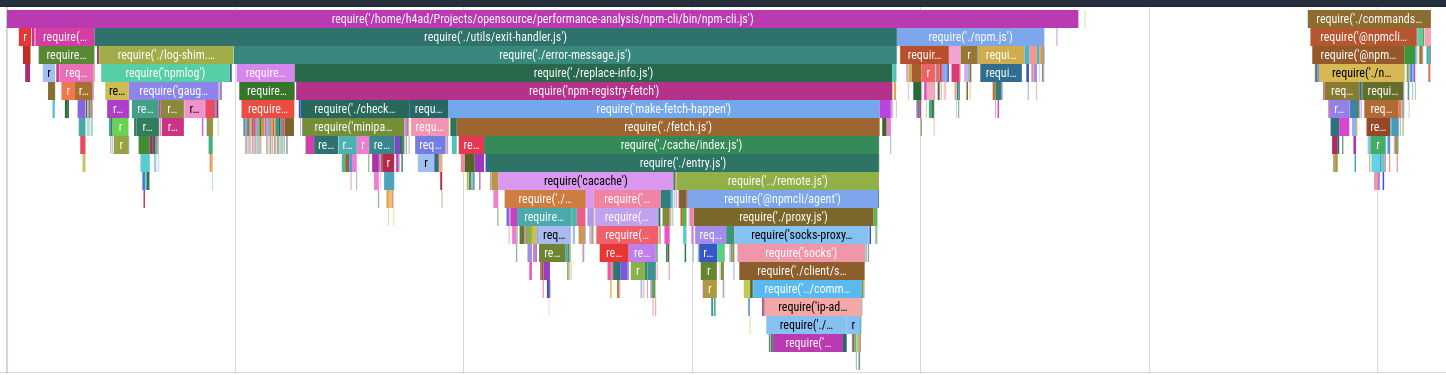 require('/home/h4ad/Projects/opensource/performance-analysis/npm-cli/bin/npm-cli.js') require('./commands…
r require(… require('./utils/exit-handler.js') require('./npm.js') require('@npmcli…
require… require('./log-shim.… require('./error-message.js') requir… r requi… require('@npm…
r req… require('npmlog) require… require('./replace-info.js') r requi… require('./n…
r r… re… require('gaug… require… require('npm-registry-fetch) req… requi…
r… re… r… r… require… require('./check… requ… require('make-fetch-happen) r… req…
r r… r… require('minipa… requ… require('./fetch.js') re…
r re… r… r re… req… re… require('./cache/index.js') r
r r require('./entry.js')
require('cacache') require('../remote.js')
require('./… require('… require('@npmcli/agent')
require… require(… require('./proxy.js')
req… require(… req… require('socks-proxy…
re… re… re… r… require('socks')
r r require('./client/s…
r require('../comm…
require('ip-ad…
require('./… r
require('…